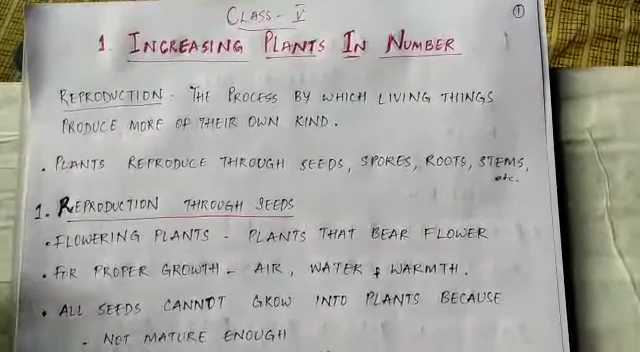 CLASS - V
1
1. INCREASING PLANTS IN NUMBER
REPRODUCTION - THE PROCESS BY WHICH LIVING THINGS
PRODUCE MORE OF THEIR OWN KIND.
• PLANTS REPRODUCE THROUGH SEEDS, SPORES, ROOTS, STEMS,
etc.
1. REPRODUCTION THROUGH SEEDS
• FLOWERING PLANTS - PLANTS THAT BEAR FLOWER
• FOR PROPER GROWTH - AIR, WATER & WARMTH.
• ALL SEEDS CANNOT GROW INTO PLANTS BECAUSE
- NOT MATURE ENOUGH